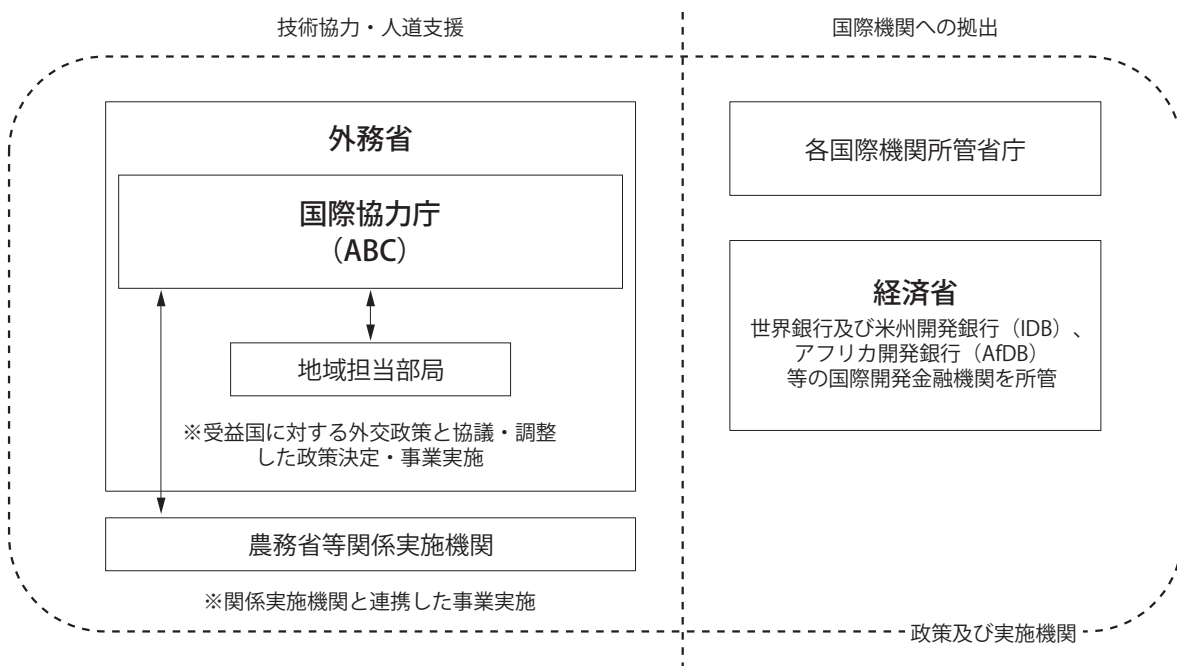 技術協力・人道支援
国際機関への拠出
外務省
国際協力庁
（ABC）
地域担当部局
※受益国に対する外交政策と協議・調整
した政策決定・事業実施
農務省等関係実施機関
※関係実施機関と連携した事業実施
各国際機関所管省庁
経済省
世界銀行及び米州開発銀行（IDB）、
アフリカ開発銀行（AfDB）
等の国際開発金融機関を所管
政策及び実施機関